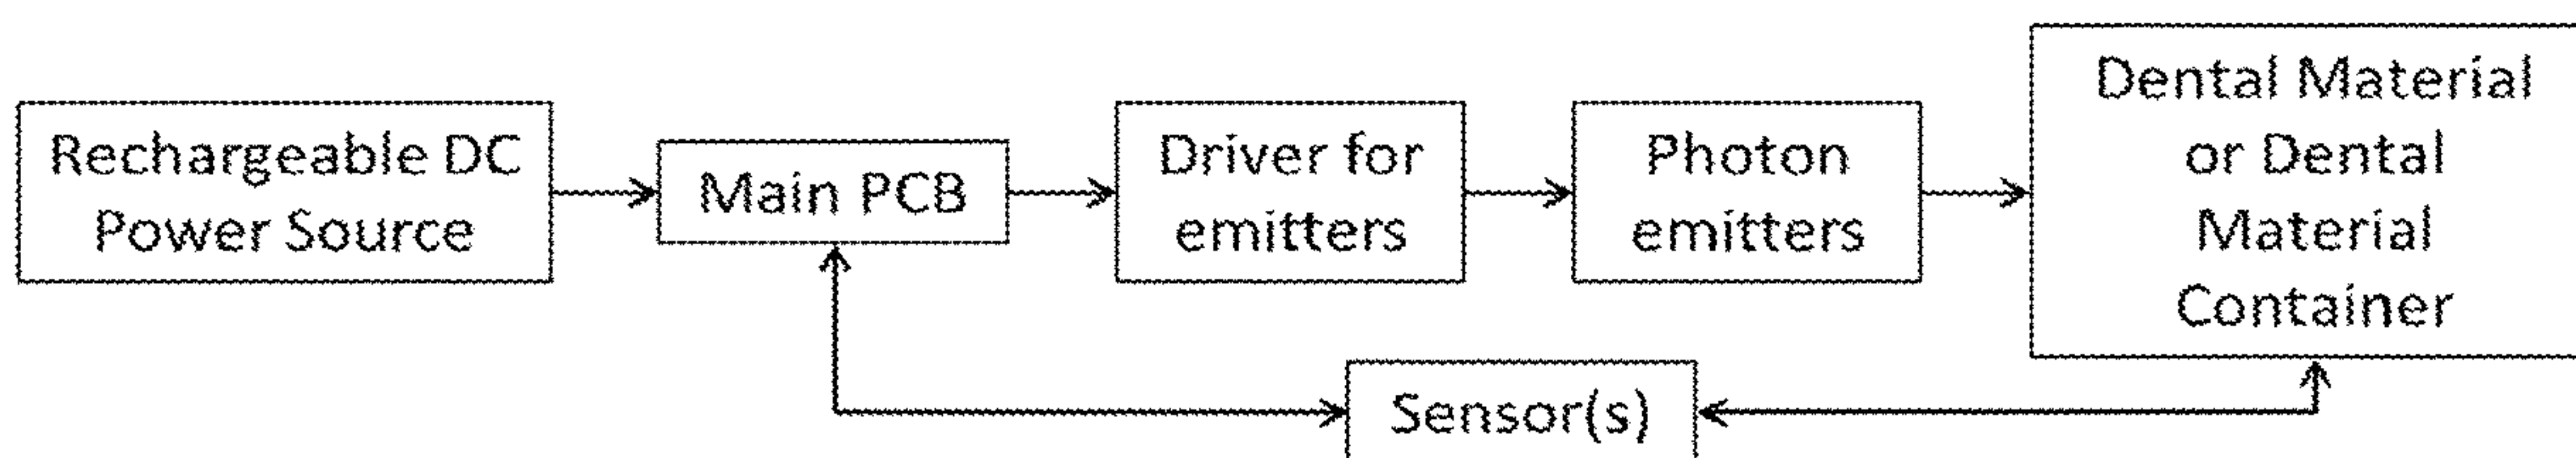 Rechargeable DC
Power Source
Main PCB
Driver for
emitters
Photon
emitters
Dental Material
or Dental
Material
Container
Sensor(s)